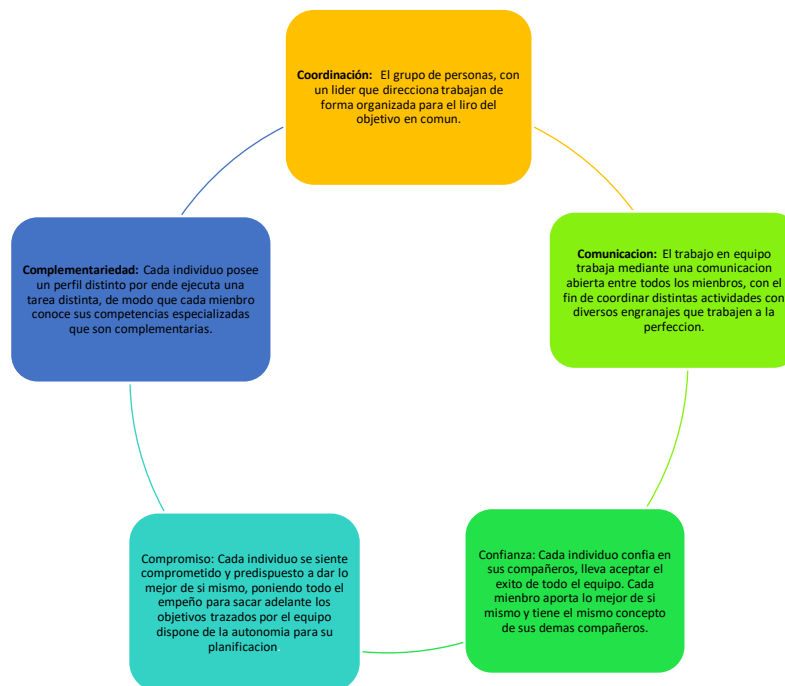 Coordinación: El grupo de personas, con
un lider que direcciona trabajan de
forma organizada para el liro del
objetivo en comun.
Complementariedad: Cada individuo posee
un perfil distinto por ende ejecuta una
tarea distinta, de modo que cada mienbro
conoce sus competencias especializadas
que son complementarias.
Comunicacion: El trabajo en equipo
trabaja mediante una comunicacion
abierta entre todos los mienbros, con el
fin de coordinar distintas actividades con
diversos engranajes que trabajen a la
perfeccion.
Compromiso: Cada individuo se siente
comprometido y predispuesto a dar lo
mejor de si mismo, poniendo todo el
empeño para sacar adelante los
objetivos trazados por el equipo
dispone de la autonomia para su
planificacion.
Confianza: Cada individuo confia en
sus compañeros, lleva aceptar el
exito de todo el equipo. Cada
mienbro aporta lo mejor de si
mismo y tiene el mismo concepto
de sus demas compañeros.